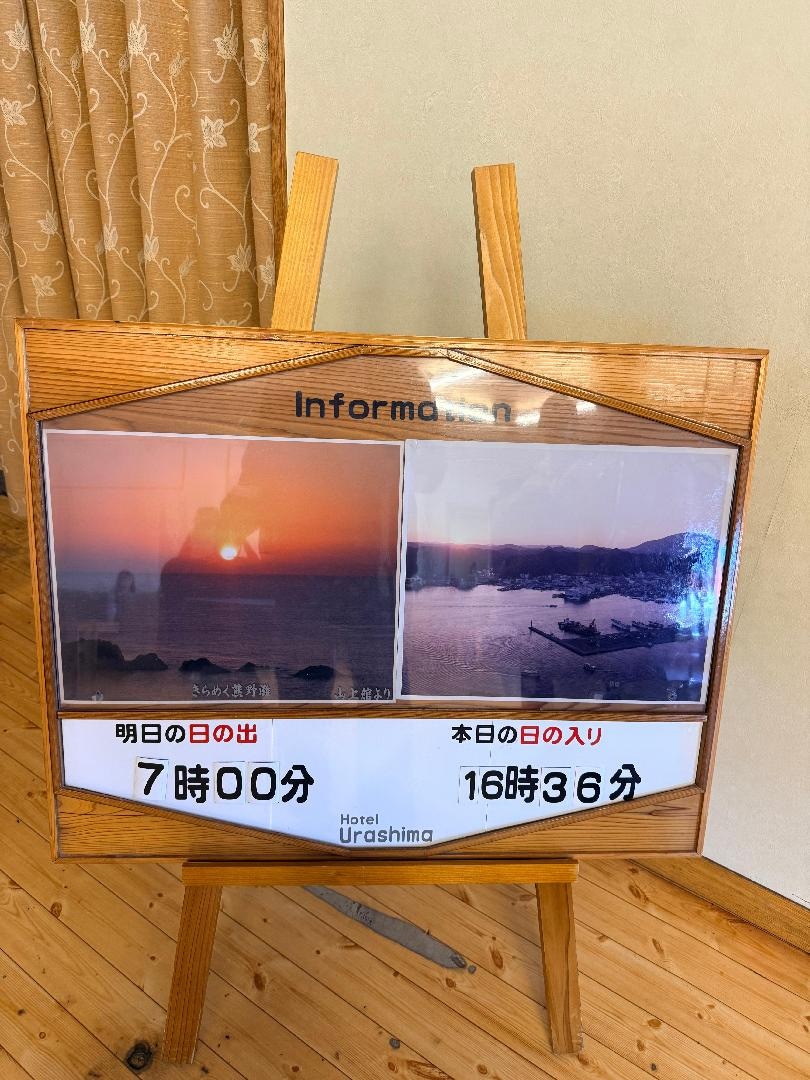 Information
きらめく熊野灘
山上館より
明日の日の出
7時00分
本日の日の入り
16時36分
Hotel
Urashima